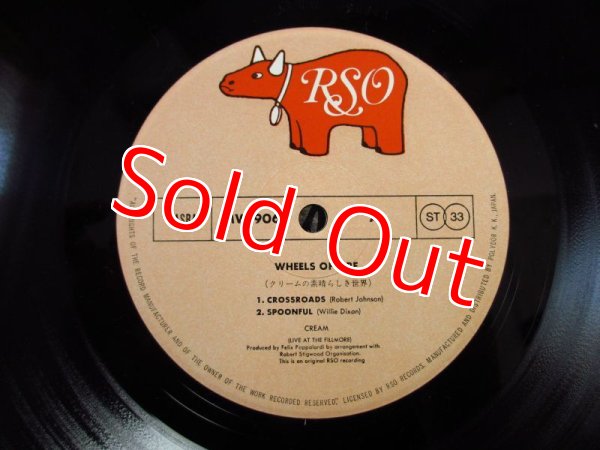 RSO
Sold Out
ST 33
WHEELS OF
(クリームの素晴らしき世界)
1. CROSSROADS (Robert Johnson)
2. SPOONFUL (Willie Dixon)
CREAM
(LIVE AT THE FILLMORE)
Produced by Felix Pappalardi by arrangement with
Robert Stigwood Organisation.
This is an original RSO recording
RIGHTS OF THE RECORD MANUFACTURER AND OF THE OWNER OF THE WORK RECORDED RESERVED. LICENSED BY RSO RECORDS. MANUFACTURED AND DISTRIBUTED BY POLYDOR K. K., JAPAN.